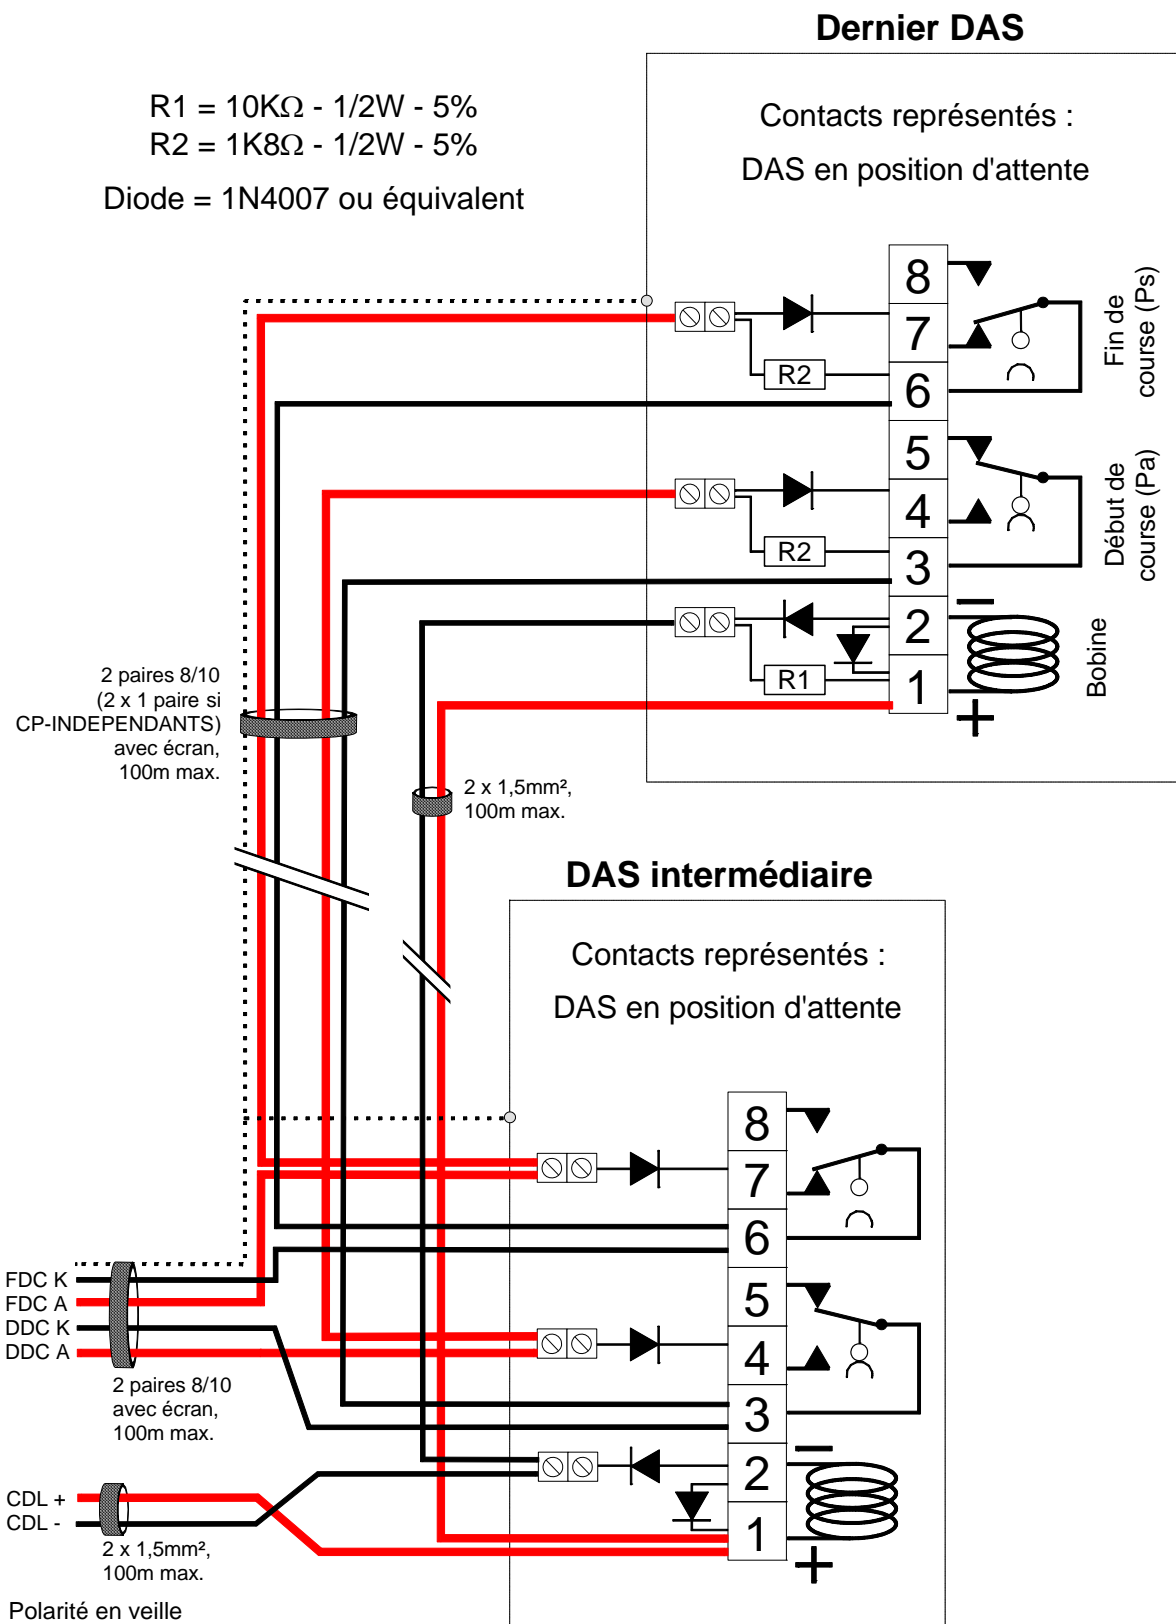 Dernier DAS
R1 = 10KΩ - 1/2W - 5%
R2 = 1K8Ω - 1/2W - 5%
Diode = 1N4007 ou équivalent
Contacts représentés :
DAS en position d'attente
8
7
6
5
4
3
2
1
R2
R2
R1
Fin de
course (Ps)
Début de
course (Pa)
Bobine
−
+
2 paires 8/10
(2 x 1 paire si
CP-INDEPENDANTS)
avec écran,
100m max.
2 x 1,5mm²,
100m max.
DAS intermédiaire
Contacts représentés :
DAS en position d'attente
8
7
6
5
4
3
2
1
−
+
FDC K
FDC A
DDC K
DDC A
2 paires 8/10
avec écran,
100m max.
CDL +
CDL -
2 x 1,5mm²,
100m max.
Polarité en veille